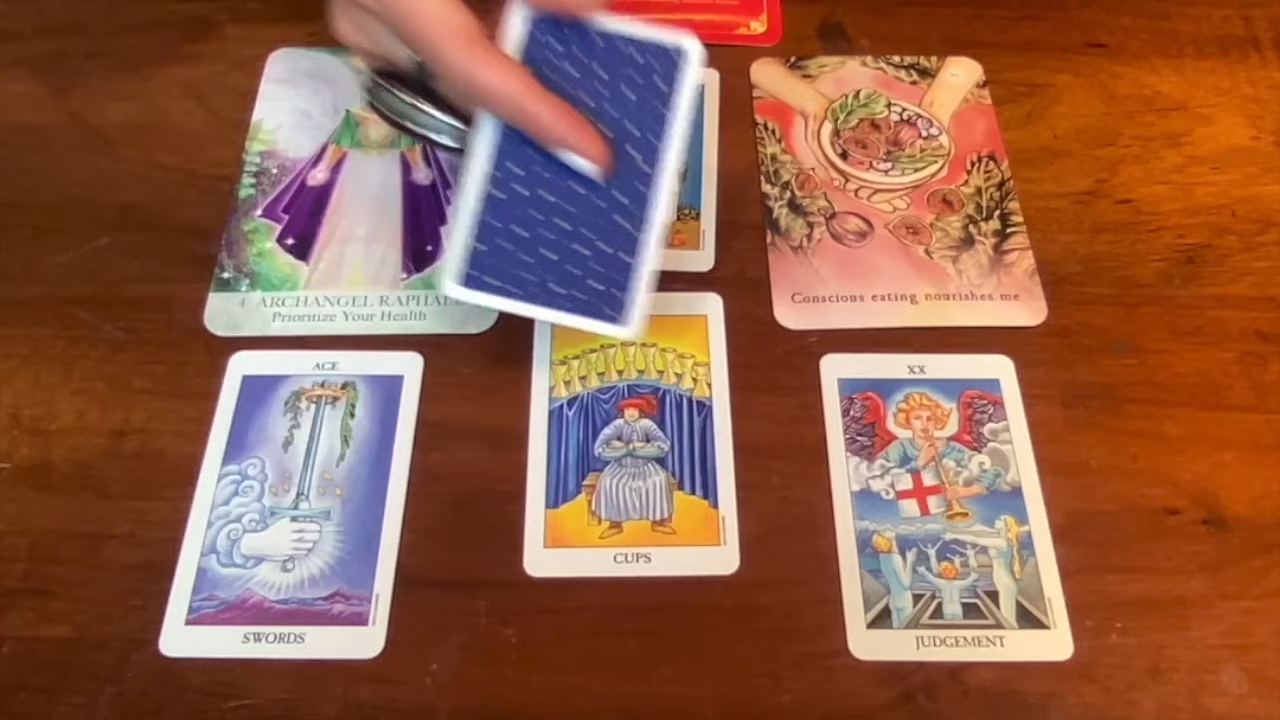 4 ARCHANGEL RAPHAEL
Prioritize Your Health
Conscious eating nourishes me
ACE
SWORDS
CUPS
XX
JUDGEMENT